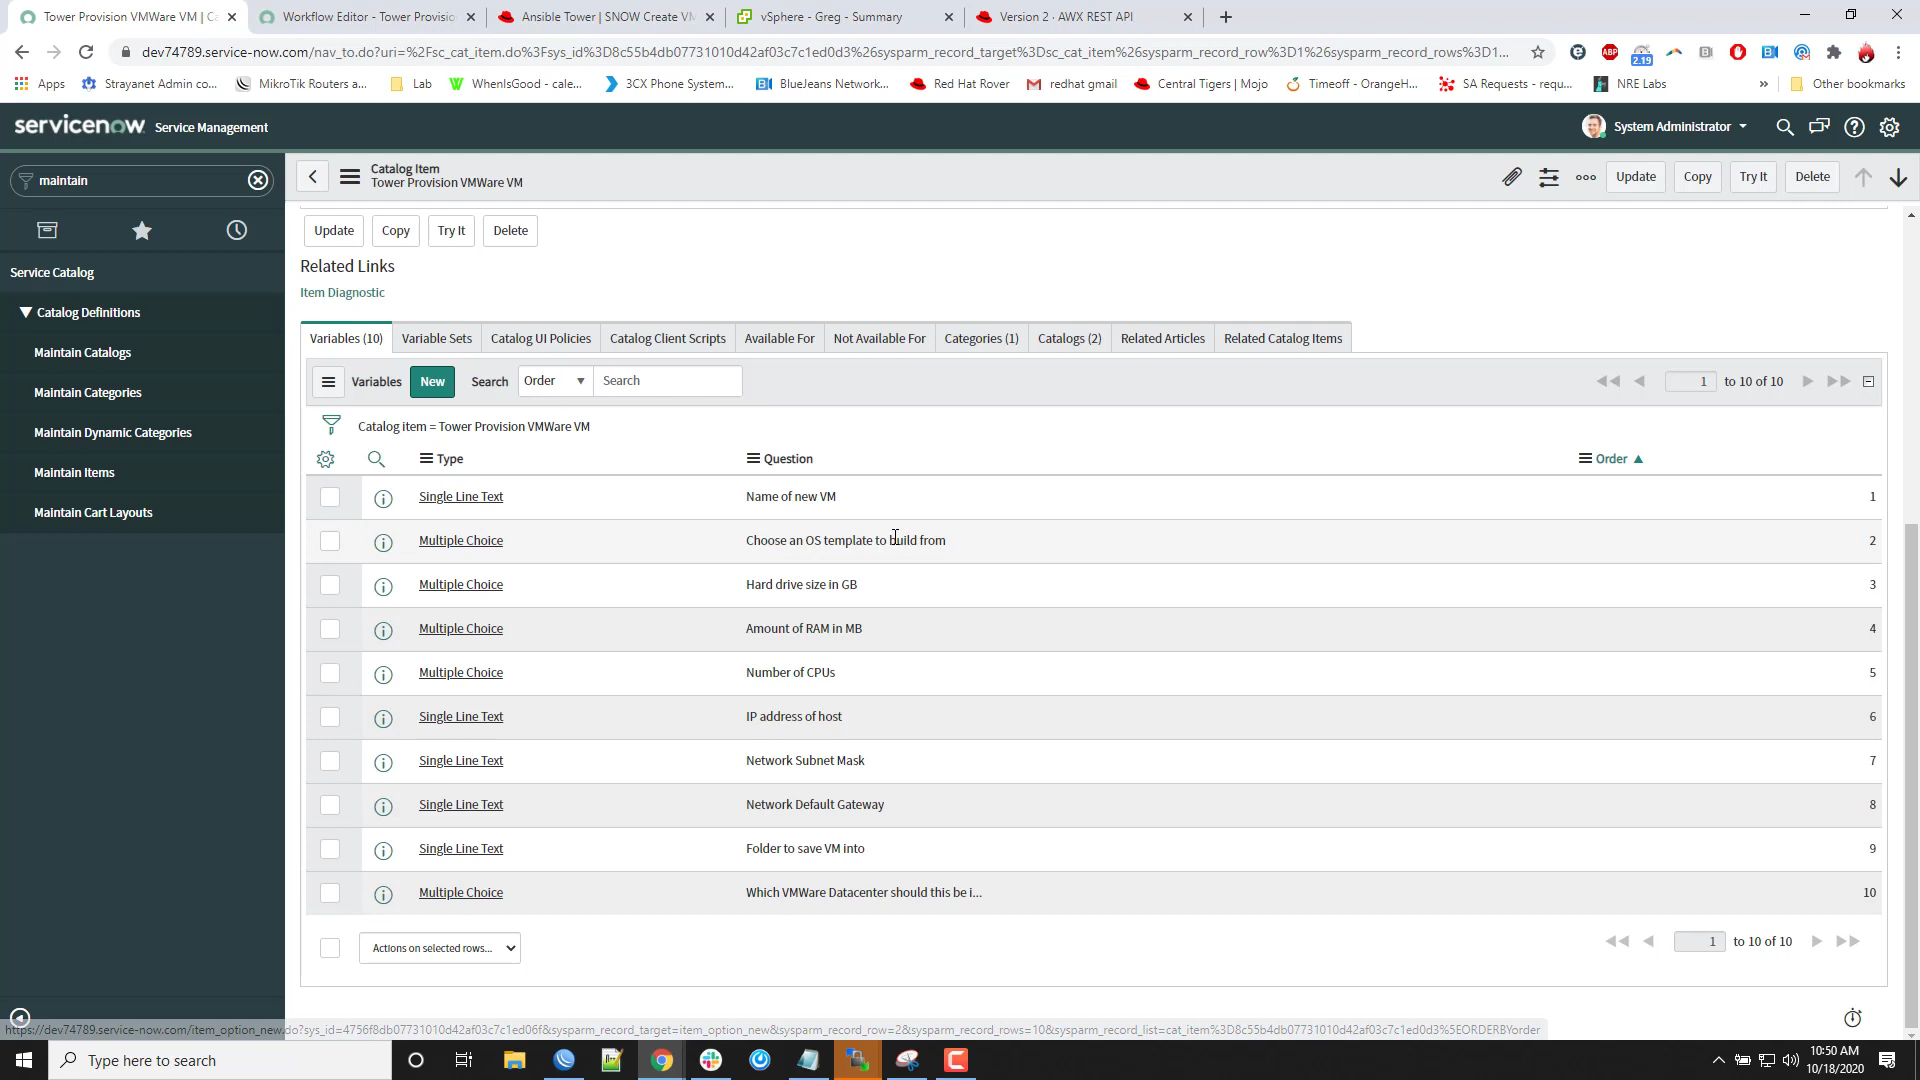 Tower Provision VMWare VM | Ca
Workflow Editor - Tower Provisio
Ansible Tower | SNOW Create VM
vSphere - Greg - Summary
Version 2 · AWX REST API
dev74789.service-now.com/nav_to.do?uri=%2Fsc_cat_item.do%3Fsys_id%3D8c55b4db07731010d42af03c7c1ed0d3%26sysparm_record_target%3Dsc_cat_item%26sysparm_record_row%3D1%26sysparm_record_rows%3D1...
ABP
2.19
Apps
Strayanet Admin co...
MikroTik Routers a...
Lab
WhenIsGood - cale...
3CX Phone System...
BlueJeans Network...
Red Hat Rover
redhat gmail
Central Tigers | Mojo
Timeoff - OrangeH...
SA Requests - requ...
NRE Labs
»
Other bookmarks
servicenow Service Management
System Administrator
maintain
Catalog Item
Tower Provision VMWare VM
Update
Copy
Try It
Delete
Service Catalog
Catalog Definitions
Maintain Catalogs
Maintain Categories
Maintain Dynamic Categories
Maintain Items
Maintain Cart Layouts
Update
Copy
Try It
Delete
Related Links
Item Diagnostic
Variables (10)
Variable Sets
Catalog UI Policies
Catalog Client Scripts
Available For
Not Available For
Categories (1)
Catalogs (2)
Related Articles
Related Catalog Items
Variables
New
Search
Order
Search
1 to 10 of 10
Catalog item = Tower Provision VMWare VM
Type Question Order
Single Line Text Name of new VM 1
Multiple Choice Choose an OS template to build from 2
Multiple Choice Hard drive size in GB 3
Multiple Choice Amount of RAM in MB 4
Multiple Choice Number of CPUs 5
Single Line Text IP address of host 6
Single Line Text Network Subnet Mask 7
Single Line Text Network Default Gateway 8
Single Line Text Folder to save VM into 9
Multiple Choice Which VMWare Datacenter should this be i... 10
Actions on selected rows...
1 to 10 of 10
https://dev74789.service-now.com/item_option_new.do?sys_id=4756f8db07731010d42af03c7c1ed06f&sysparm_record_target=item_option_new&sysparm_record_row=2&sysparm_record_rows=10&sysparm_record_list=cat_item%3D8c55b4db07731010d42af03c7c1ed0d3%5EORDERBYorder
Type here to search
10:50 AM
10/18/2020